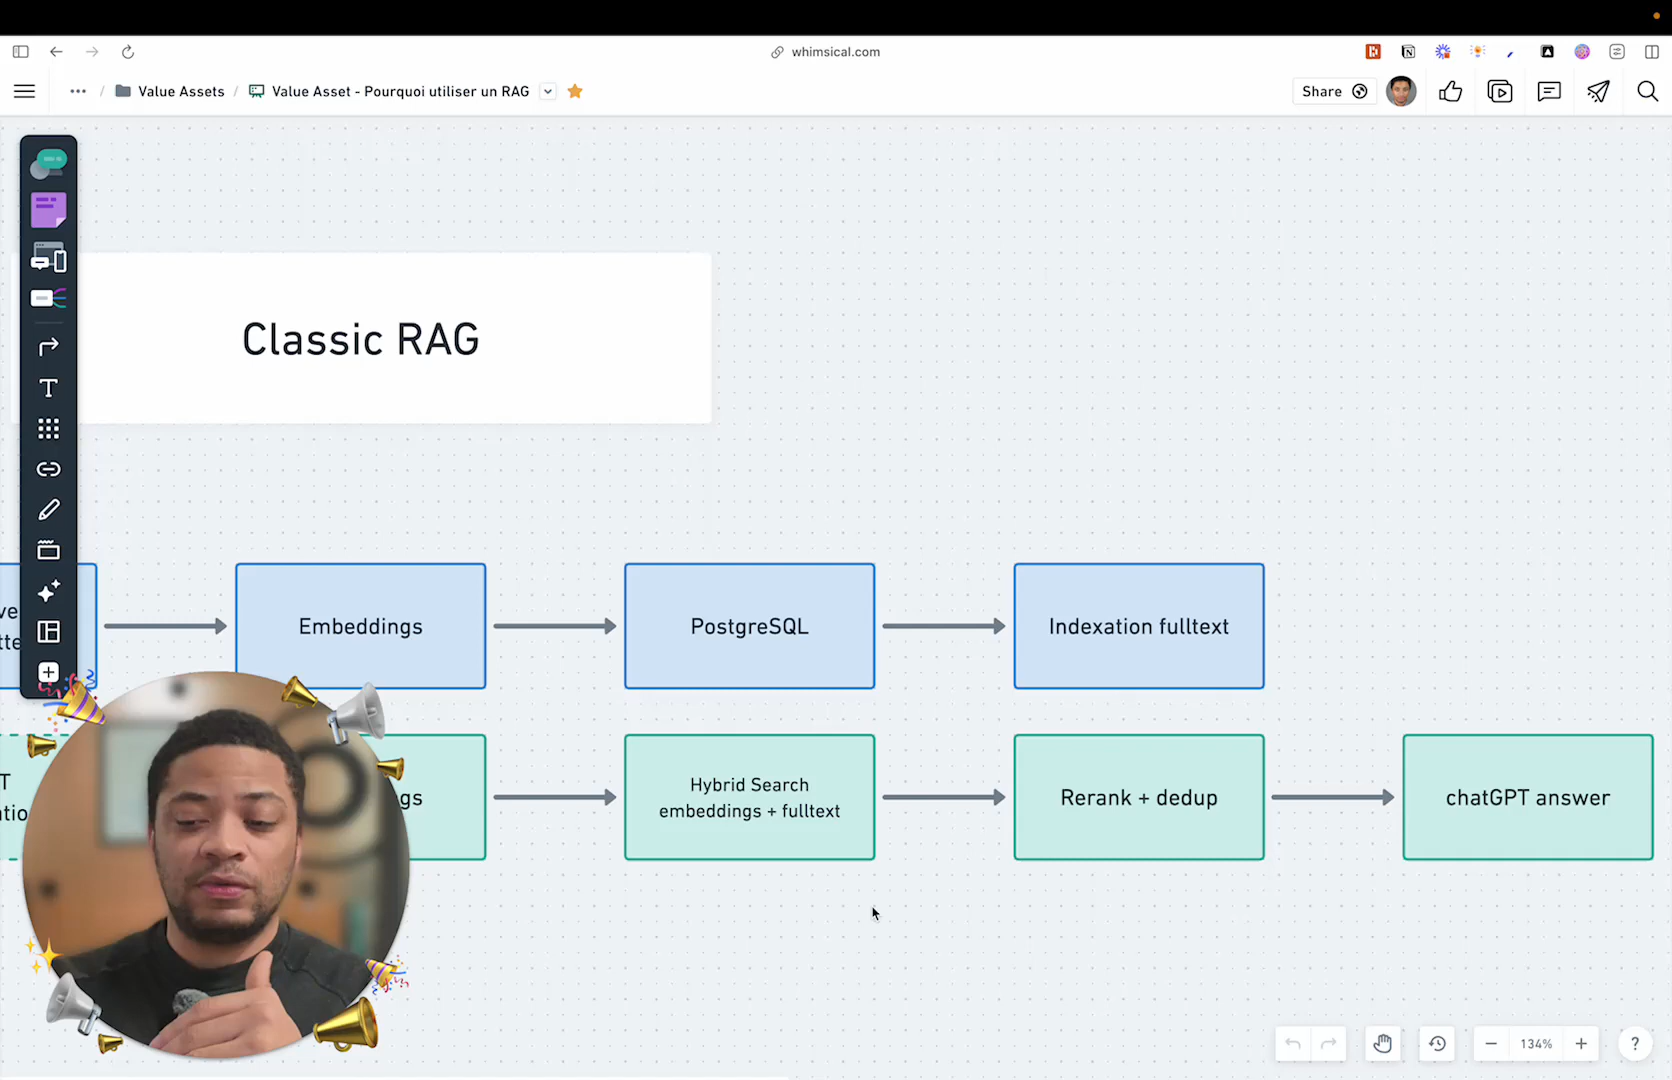 whimsical.com
Value Assets / Value Asset - Pourquoi utiliser un RAG
Share
Classic RAG
Embeddings
PostgreSQL
Indexation fulltext
Hybrid Search
embeddings + fulltext
Rerank + dedup
chatGPT answer
134%